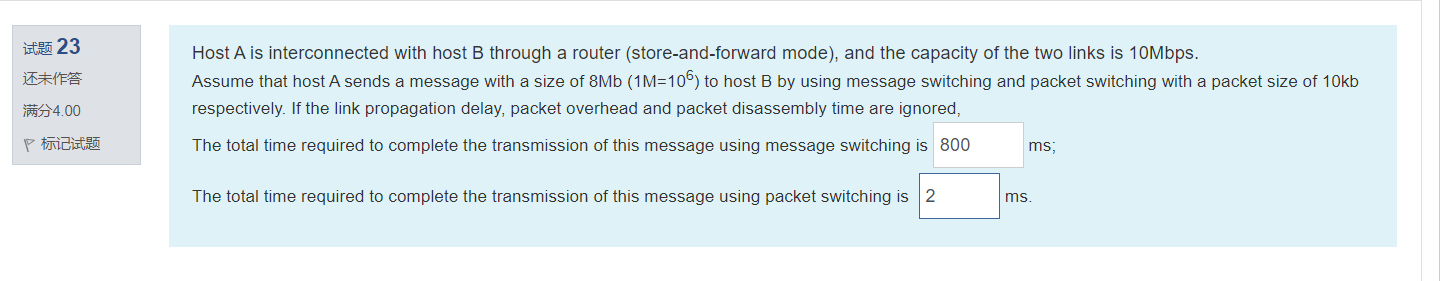 试题 23
还未作答
满分4.00
标记试题
Host A is interconnected with host B through a router (store-and-forward mode), and the capacity of the two links is 10Mbps.
Assume that host A sends a message with a size of 8Mb (1M=10⁶) to host B by using message switching and packet switching with a packet size of 10kb
respectively. If the link propagation delay, packet overhead and packet disassembly time are ignored,
The total time required to complete the transmission of this message using message switching is 800 ms;
The total time required to complete the transmission of this message using packet switching is 2 ms.